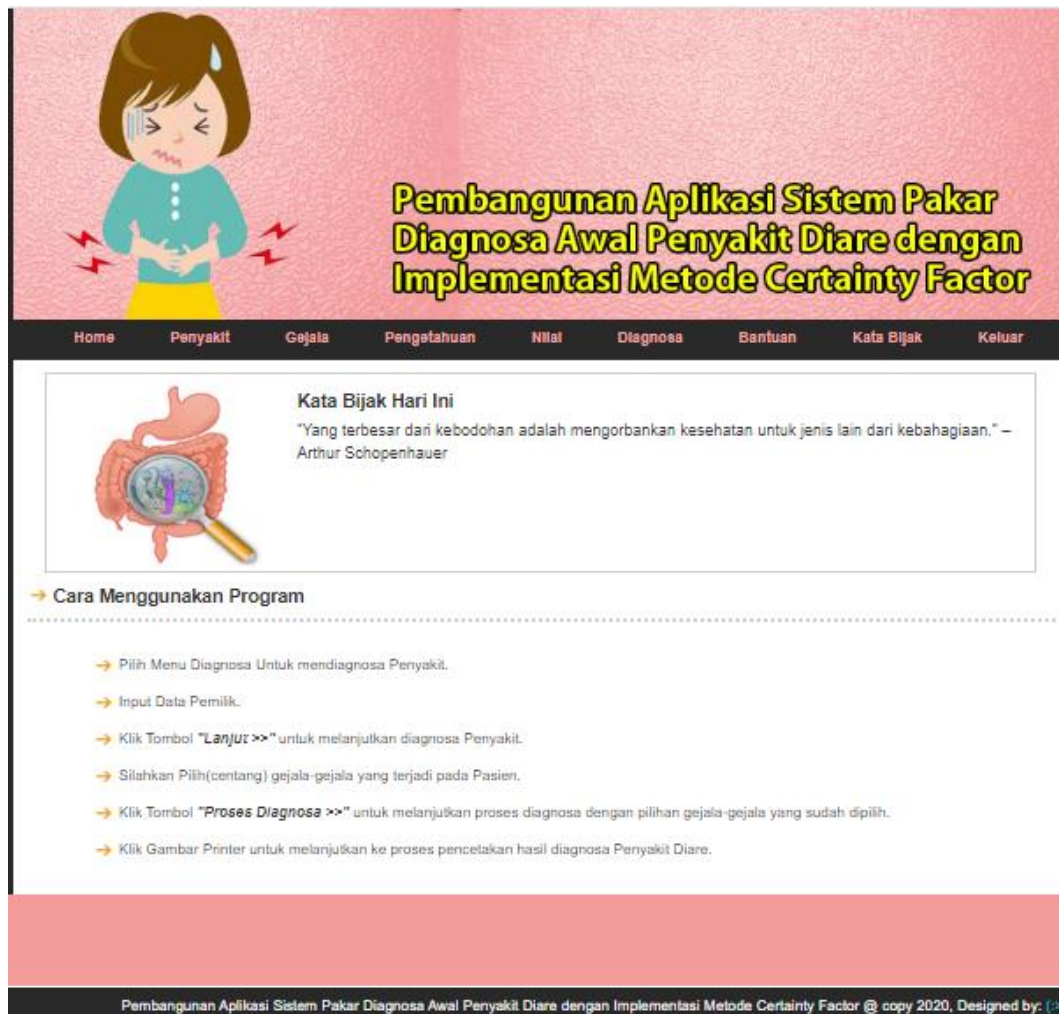 Pembangunan Aplikasi Sistem Pakar
Diagnosa Awal Penyakit Diare dengan
Implementasi Metode Certainty Factor
Home Penyakit Gejala Pengetahuan Nilai Diagnosa Bantuan Kata Bijak Keluar
Kata Bijak Hari Ini
"Yang terbesar dari kebodohan adalah mengorbankan kesehatan untuk jenis lain dari kebahagiaan." –
Arthur Schopenhauer
Cara Menggunakan Program
Pilih Menu Diagnosa Untuk mendiagnosa Penyakit.
Input Data Pemilik.
Klik Tombol "Lanjut >>" untuk melanjutkan diagnosa Penyakit.
Silahkan Pilih(centang) gejala-gejala yang terjadi pada Pasien.
Klik Tombol "Proses Diagnosa >>" untuk melanjutkan proses diagnosa dengan pilihan gejala-gejala yang sudah dipilih.
Klik Gambar Printer untuk melanjutkan ke proses pencetakan hasil diagnosa Penyakit Diare.
Pembangunan Aplikasi Sistem Pakar Diagnosa Awal Penyakit Diare dengan Implementasi Metode Certainty Factor @ copy 2020, Designed by: